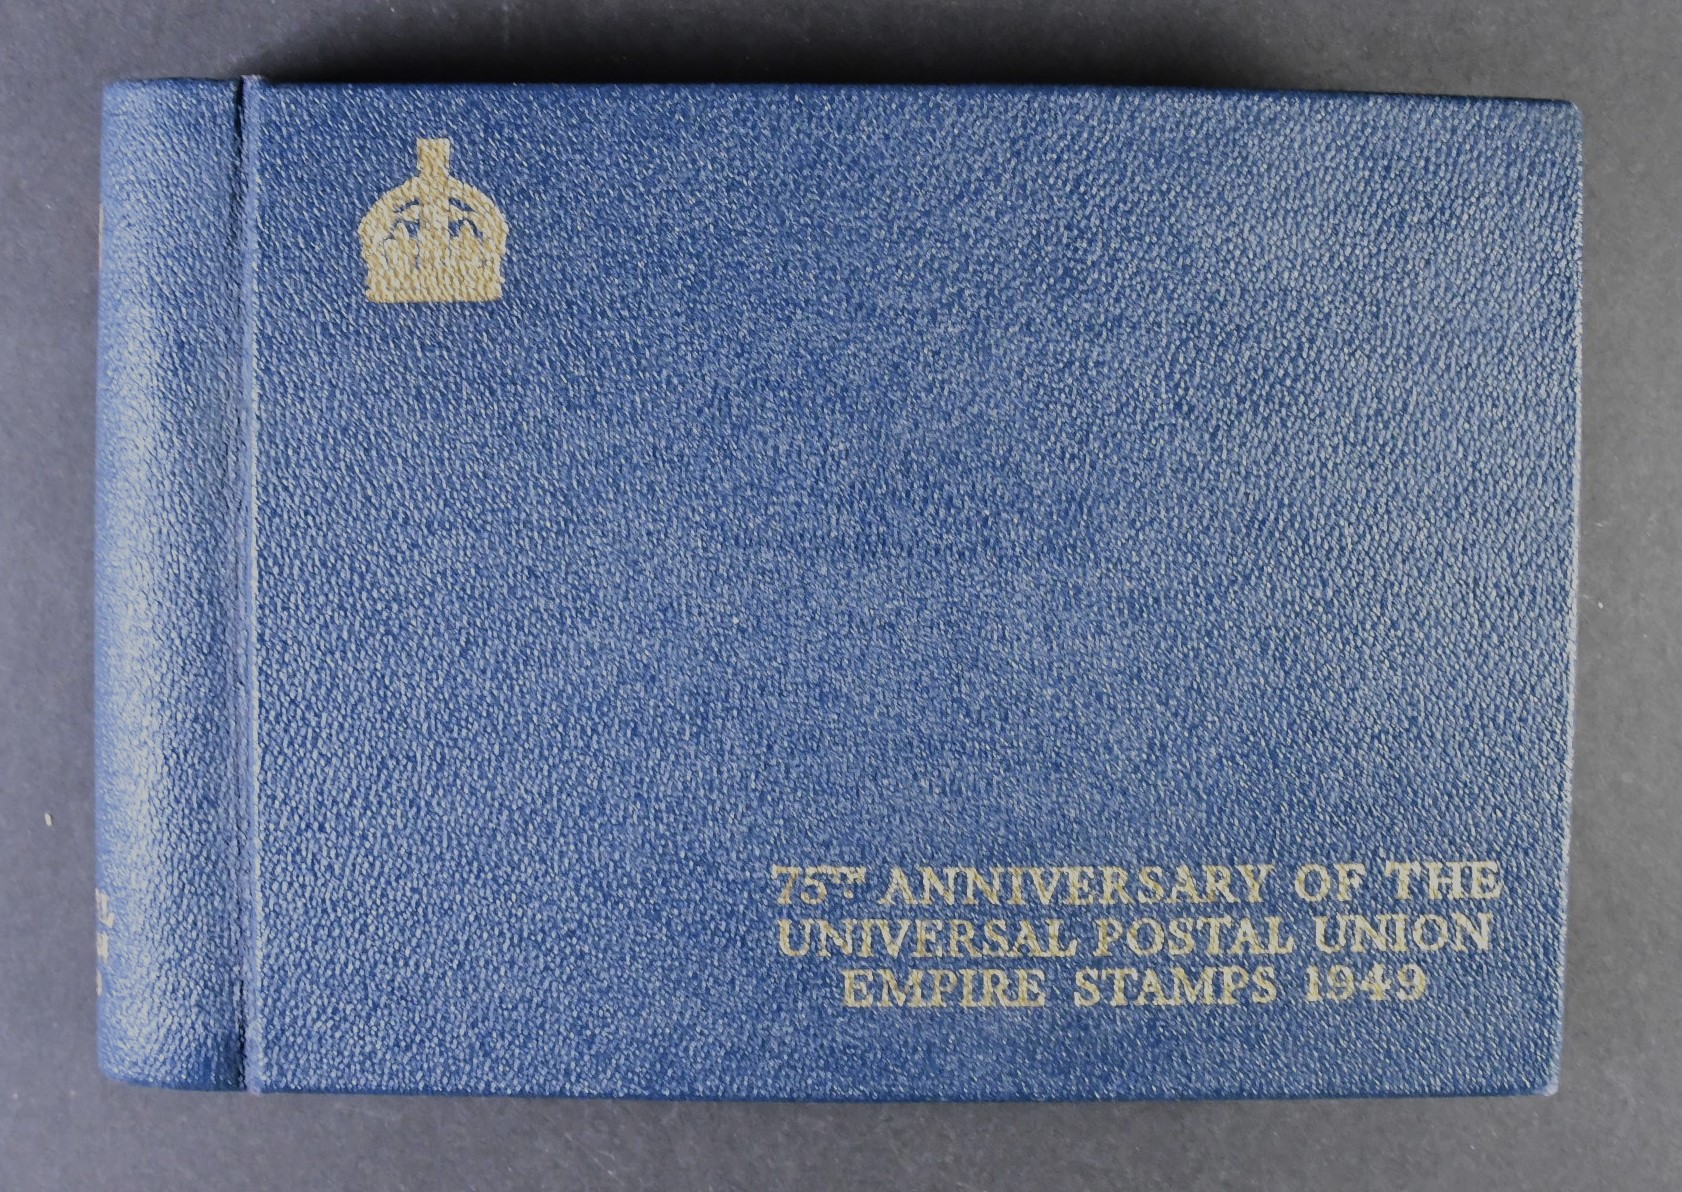 75TH ANNIVERSARY OF THE
UNIVERSAL POSTAL UNION
EMPIRE STAMPS 1949